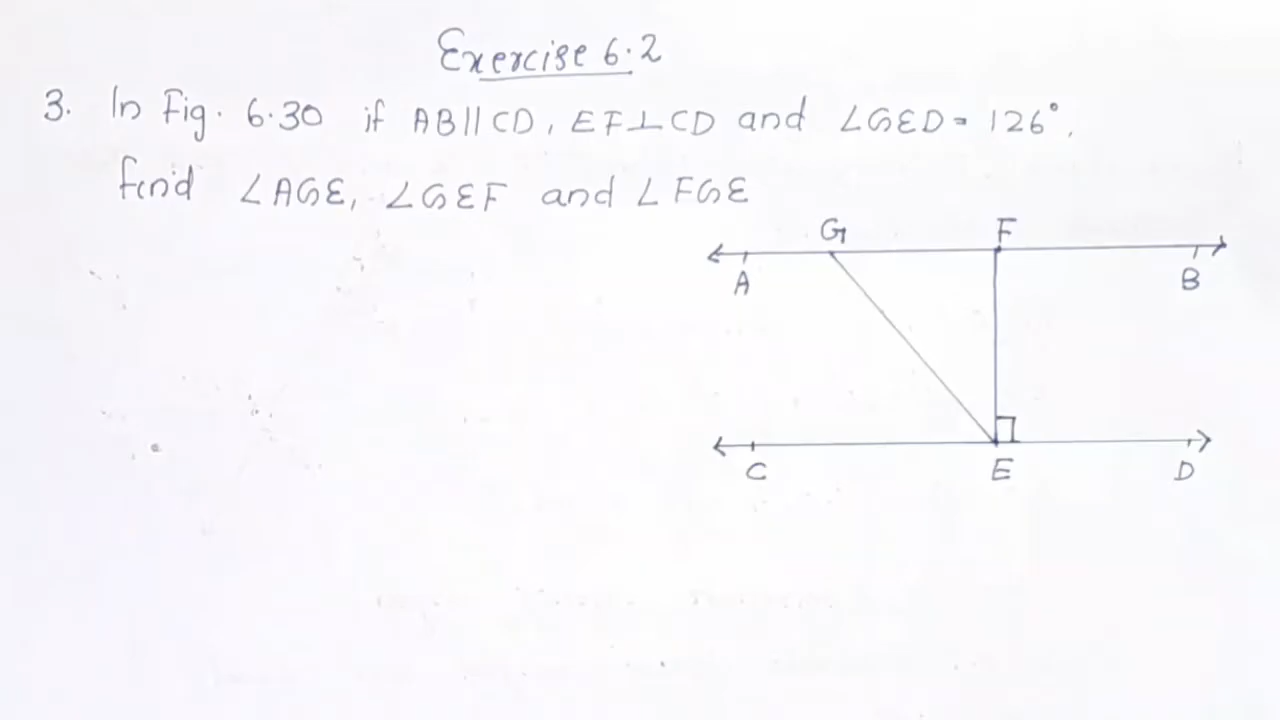 Exercise 6.2
3. In Fig. 6.30 if AB||CD, EF⊥CD and ∠GED = 126°,
find ∠AGE, ∠GEF and ∠FGE
G F
A B
C E D